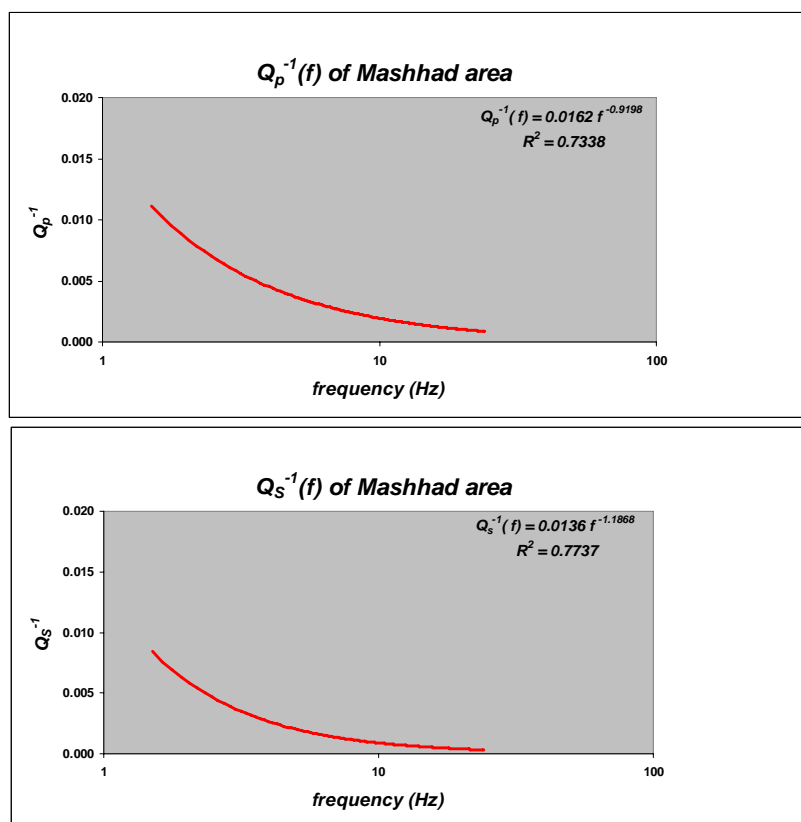 Qp⁻¹(f) of Mashhad area
Qp⁻¹(f) = 0.0162 f⁻⁰·⁹¹⁹⁸
R² = 0.7338
0.020
0.015
0.010
0.005
0.000
Qp⁻¹
1 10 100
frequency (Hz)
QS⁻¹(f) of Mashhad area
Qs⁻¹(f) = 0.0136 f⁻¹·¹⁸⁶⁸
R² = 0.7737
0.020
0.015
0.010
0.005
0.000
QS⁻¹
1 10 100
frequency (Hz)